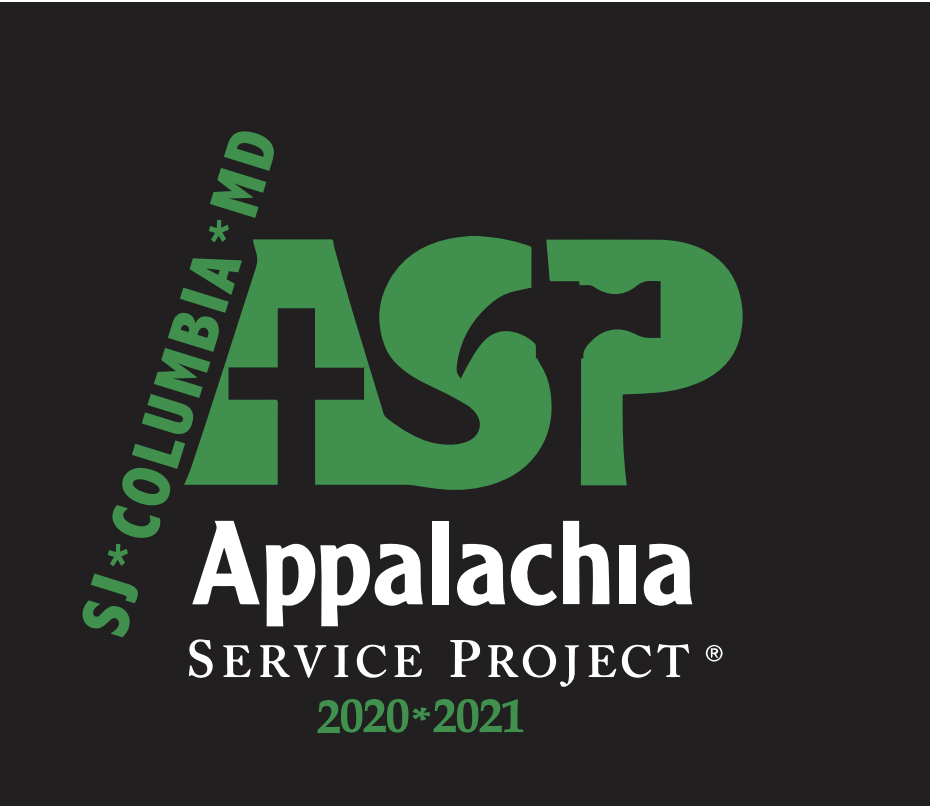 SJ*COLUMBIA*MD
ASP
Appalachia
SERVICE PROJECT ®
2020*2021